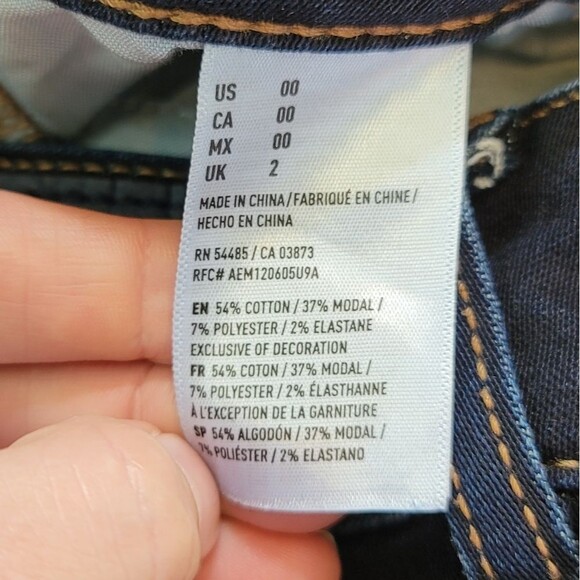 US 00
CA 00
MX 00
UK 2
MADE IN CHINA/FABRIQUÉ EN CHINE/
HECHO EN CHINA
RN 54485 / CA 03873
RFC# AEM120605U9A
EN 54% COTTON / 37% MODAL /
7% POLYESTER / 2% ELASTANE
EXCLUSIVE OF DECORATION
FR 54% COTON / 37% MODAL /
7% POLYESTER / 2% ÉLASTHANNE
À L'EXCEPTION DE LA GARNITURE
SP 54% ALGODÓN / 37% MODAL /
7% POLIÉSTER / 2% ELASTANO